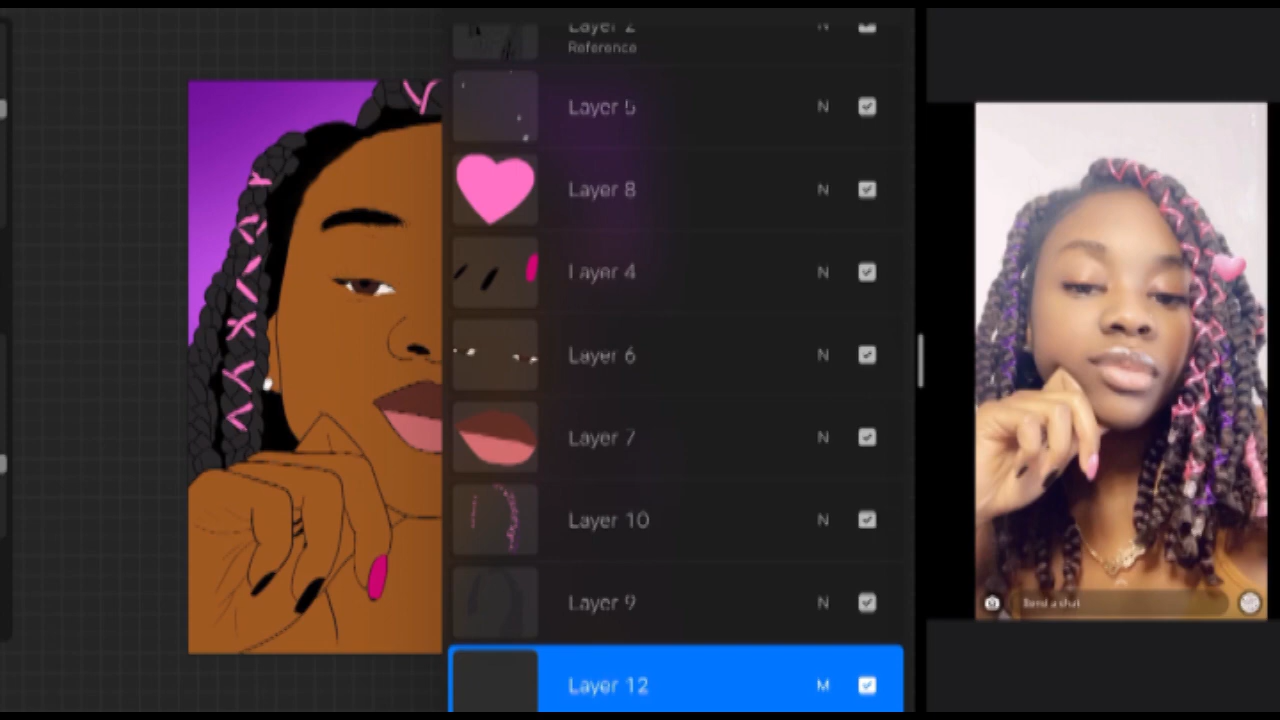 Layer 2 N
Reference
Layer 5 N
Layer 8 N
Layer 4 N
Layer 6 N
Layer 7 N
Layer 10 N
Layer 9 N
Layer 12 M
Send a chat